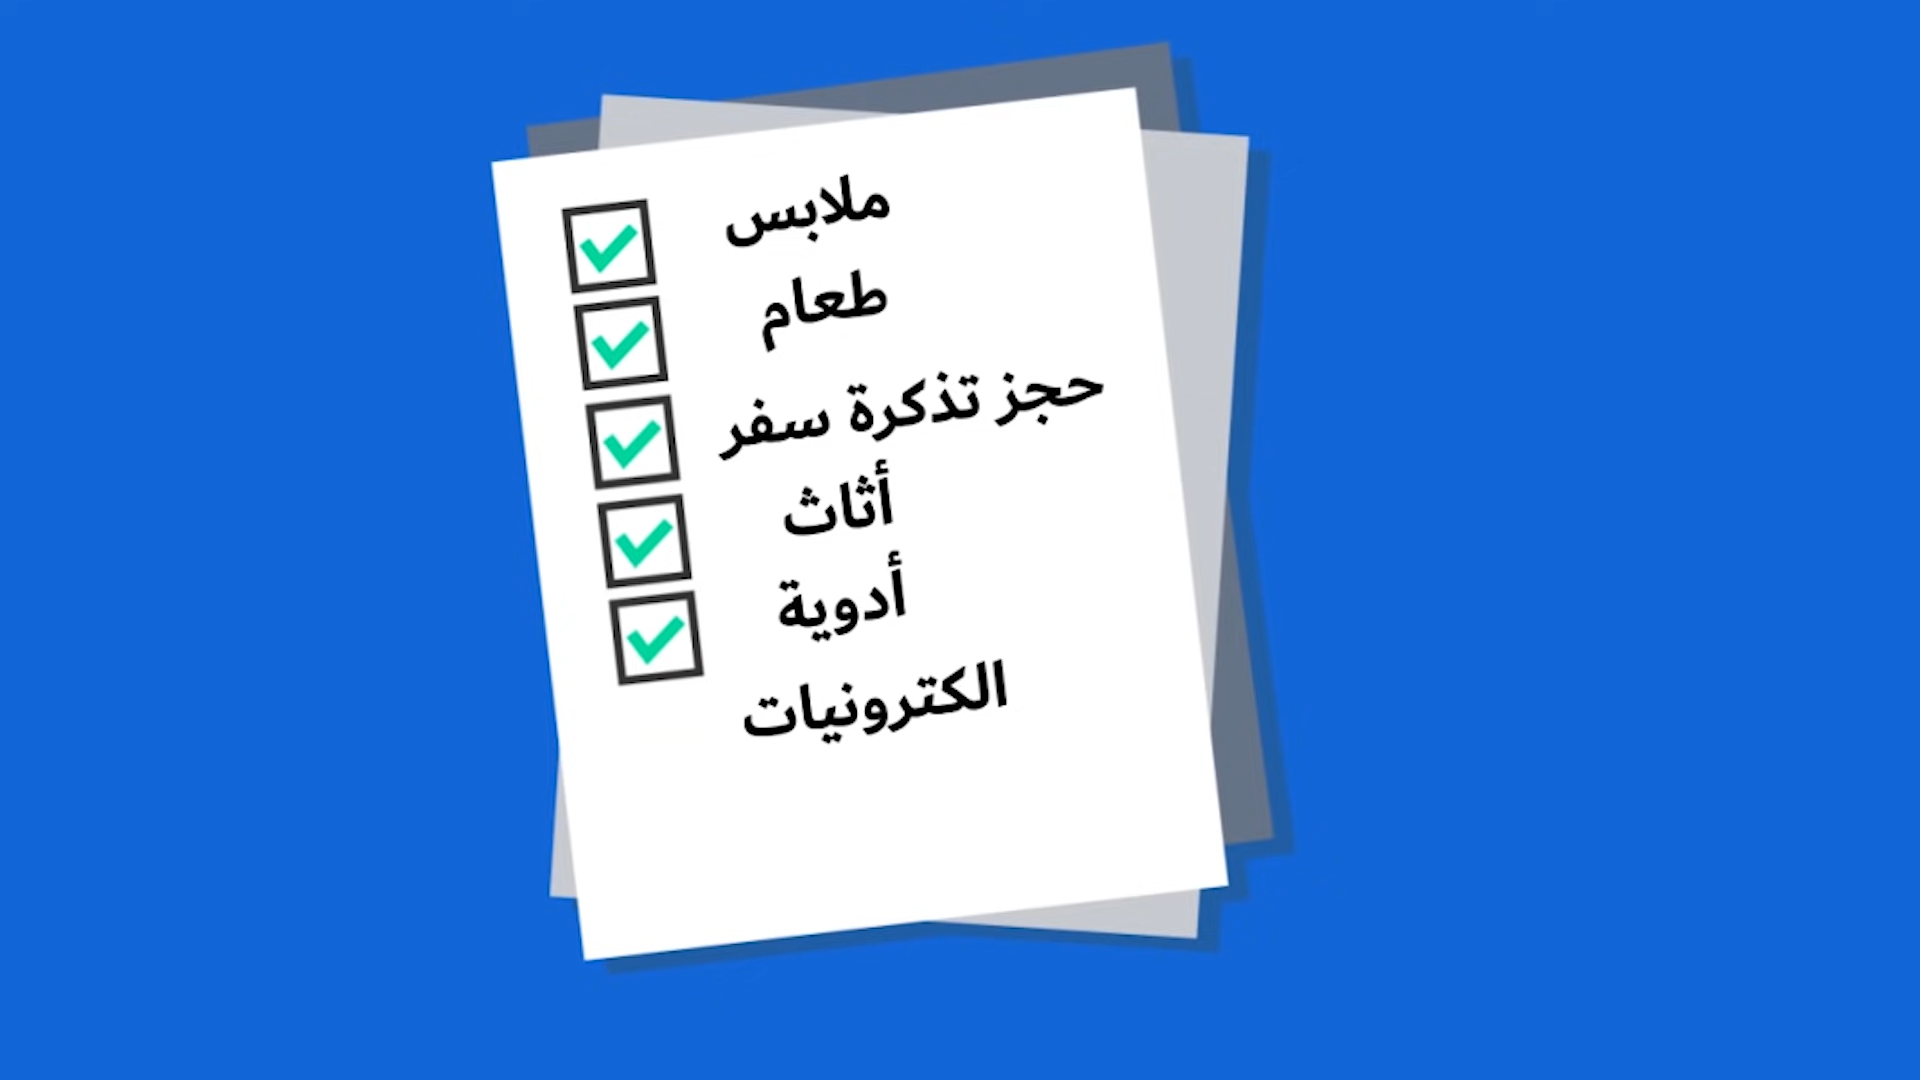 ملابس
طعام
حجز تذكرة سفر
أثاث
أدوية
الكترونيات